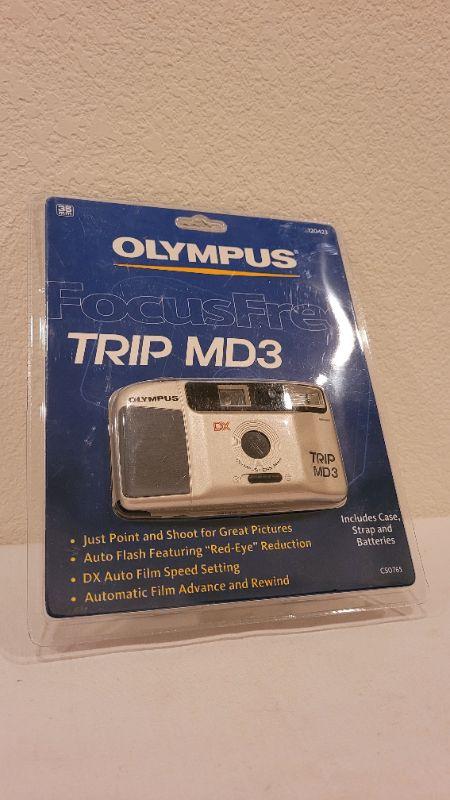 35
mm
120423
OLYMPUS®
FocusFree
TRIP MD3
OLYMPUS
DX
TRIP
MD3
• Just Point and Shoot for Great Pictures
• Auto Flash Featuring "Red-Eye" Reduction
• DX Auto Film Speed Setting
• Automatic Film Advance and Rewind
Includes Case,
Strap and
Batteries
CS0765